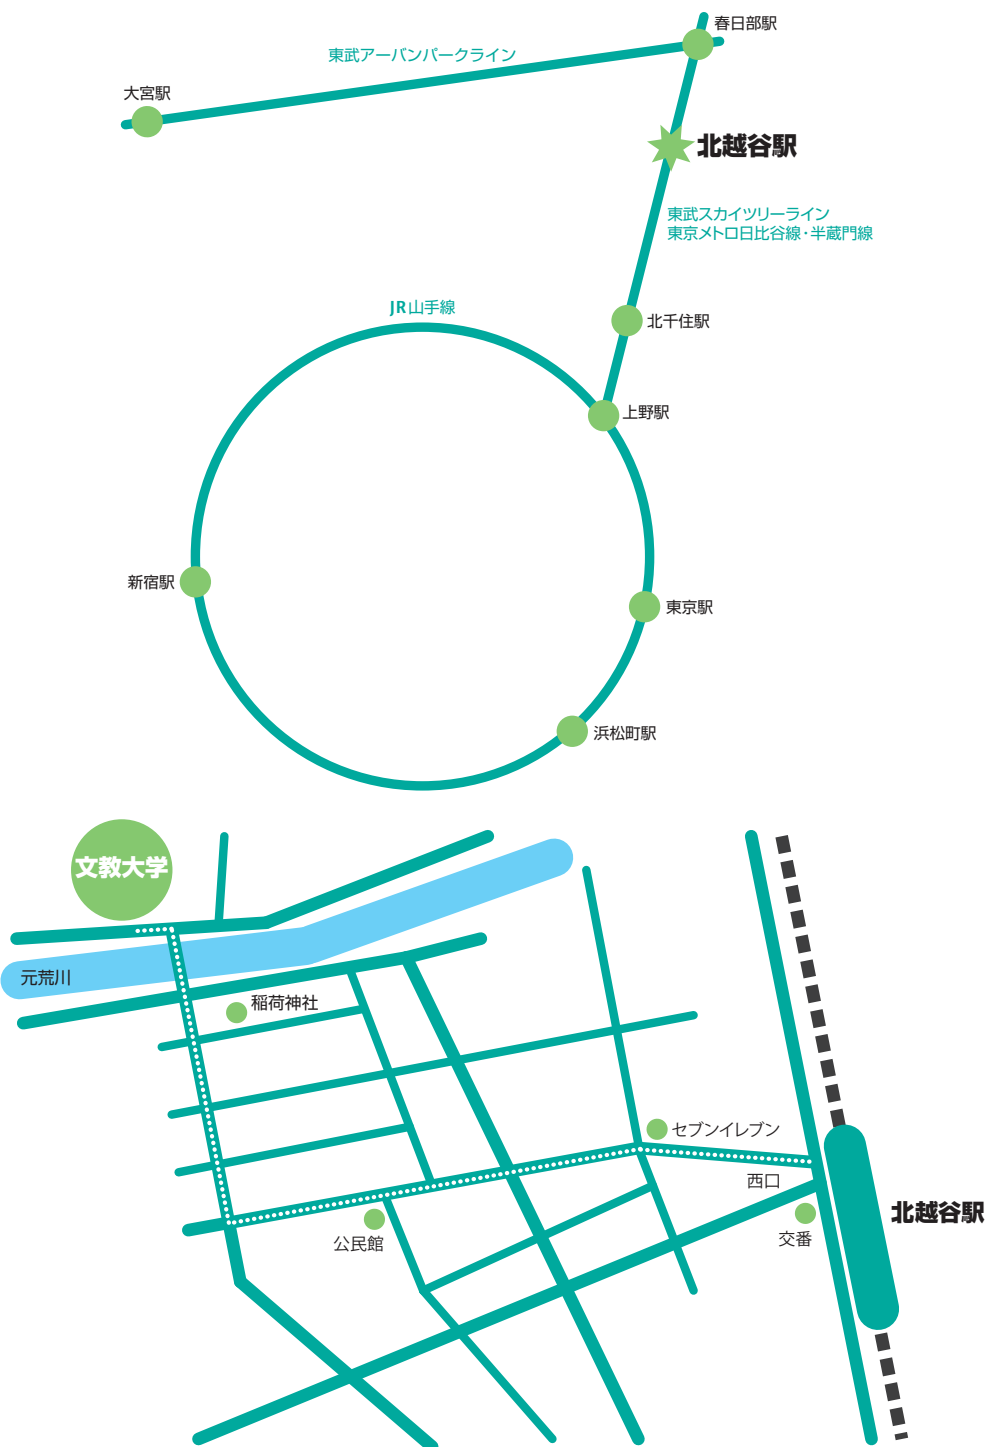 春日部駅
東武アーバンパークライン
大宮駅
北越谷駅
東武スカイツリーライン
東京メトロ日比谷線・半蔵門線
JR山手線
北千住駅
上野駅
新宿駅
東京駅
浜松町駅
文教大学
元荒川
稲荷神社
セブンイレブン
西口
北越谷駅
交番
公民館